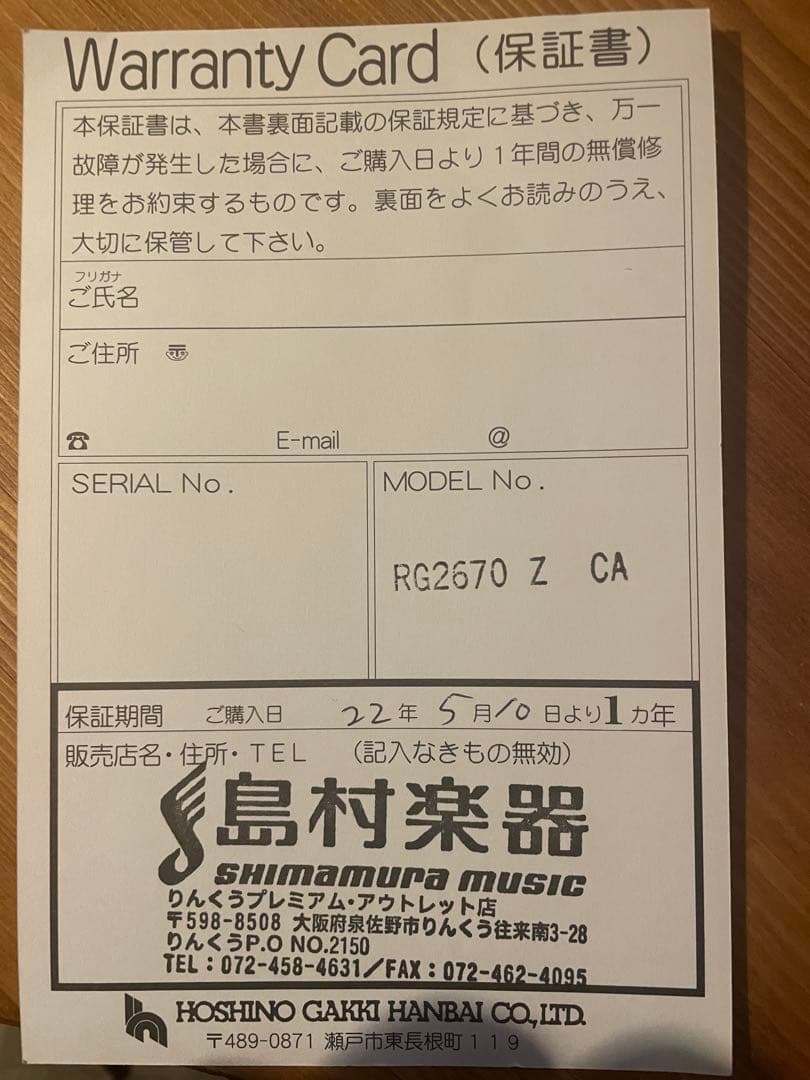 Warranty Card（保証書）
本保証書は、本書裏面記載の保証規定に基づき、万一
故障が発生した場合に、ご購入日より1年間の無償修
理をお約束するものです。裏面をよくお読みのうえ、
大切に保管して下さい。
フリガナ
ご氏名
ご住所 〠
☎ E-mail @
SERIAL No.
MODEL No.
RG2670 Z CA
保証期間 ご購入日 22年 5月10日より1カ年
販売店名・住所・TEL （記入なきもの無効）
島村楽器
SHIMAMURA MUSIC
りんくうプレミアム・アウトレット店
〒598-8508 大阪府泉佐野市りんくう往来南3-28
りんくうP.O NO.2150
TEL：072-458-4631／FAX：072-462-4095
HOSHINO GAKKI HANBAI CO.,LTD.
〒489-0871 瀬戸市東長根町119